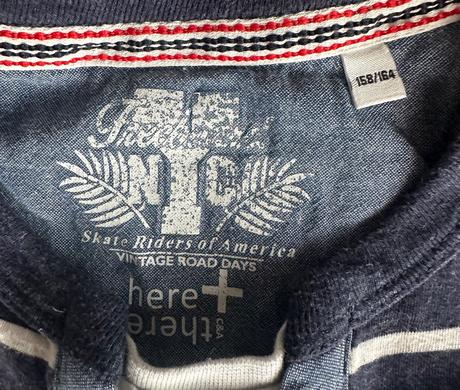 158/164
NYC
Skate Riders of America
VINTAGE ROAD DAYS
here+
there
C&A